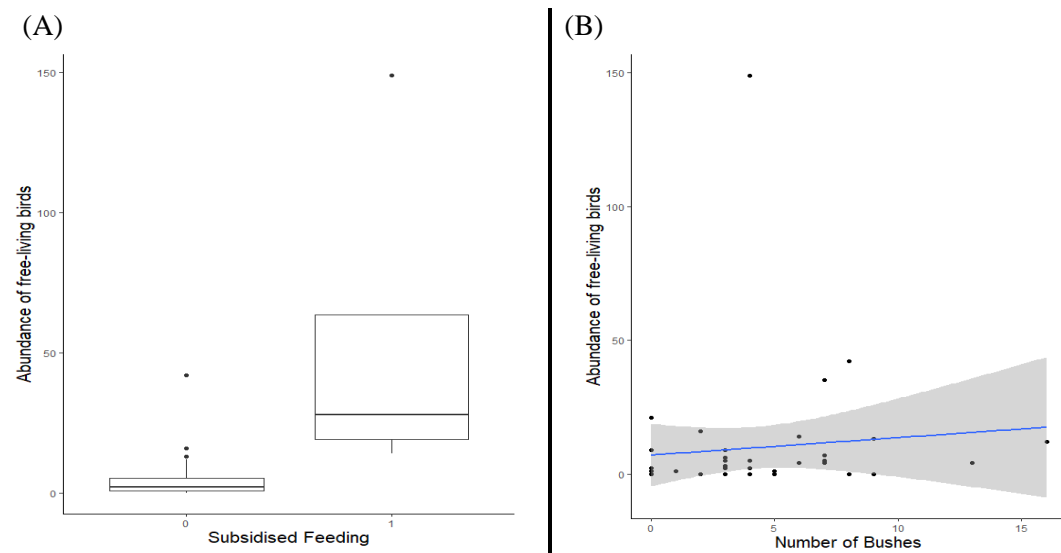 (A)
Abundance of free-living birds
150
100
50
0
0 1
Subsidised Feeding
(B)
Abundance of free-living birds
150
100
50
0
0 5 10 15
Number of Bushes